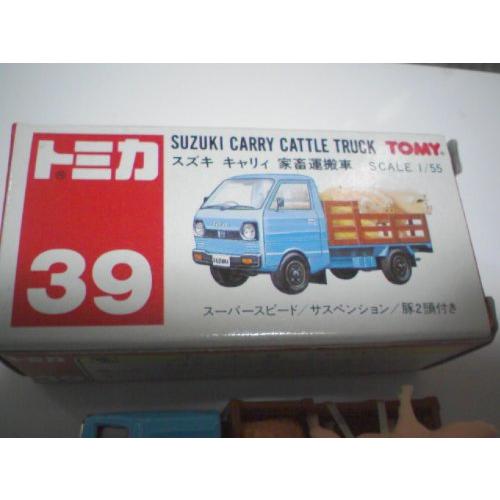 トミカ
39
SUZUKI CARRY CATTLE TRUCK TOMY
スズキ キャリィ 家畜運搬車 SCALE 1/55
SUZUKI
スーパースピード/サスペンション/豚2頭付き